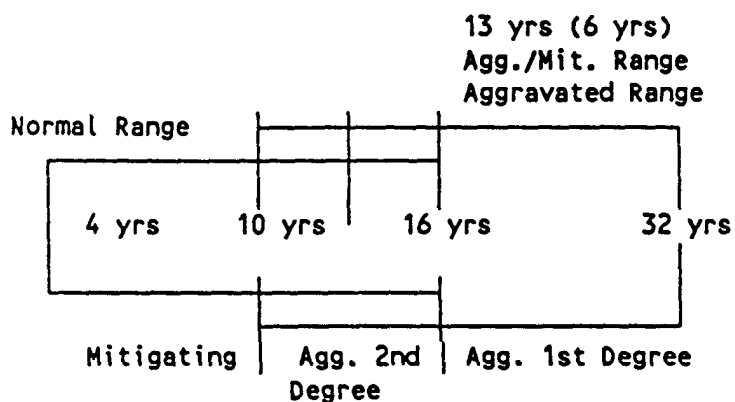 13 yrs (6 yrs)
Agg./Mit. Range
Aggravated Range
Normal Range
4 yrs 10 yrs 16 yrs 32 yrs
Mitigating Agg. 2nd Agg. 1st Degree
Degree